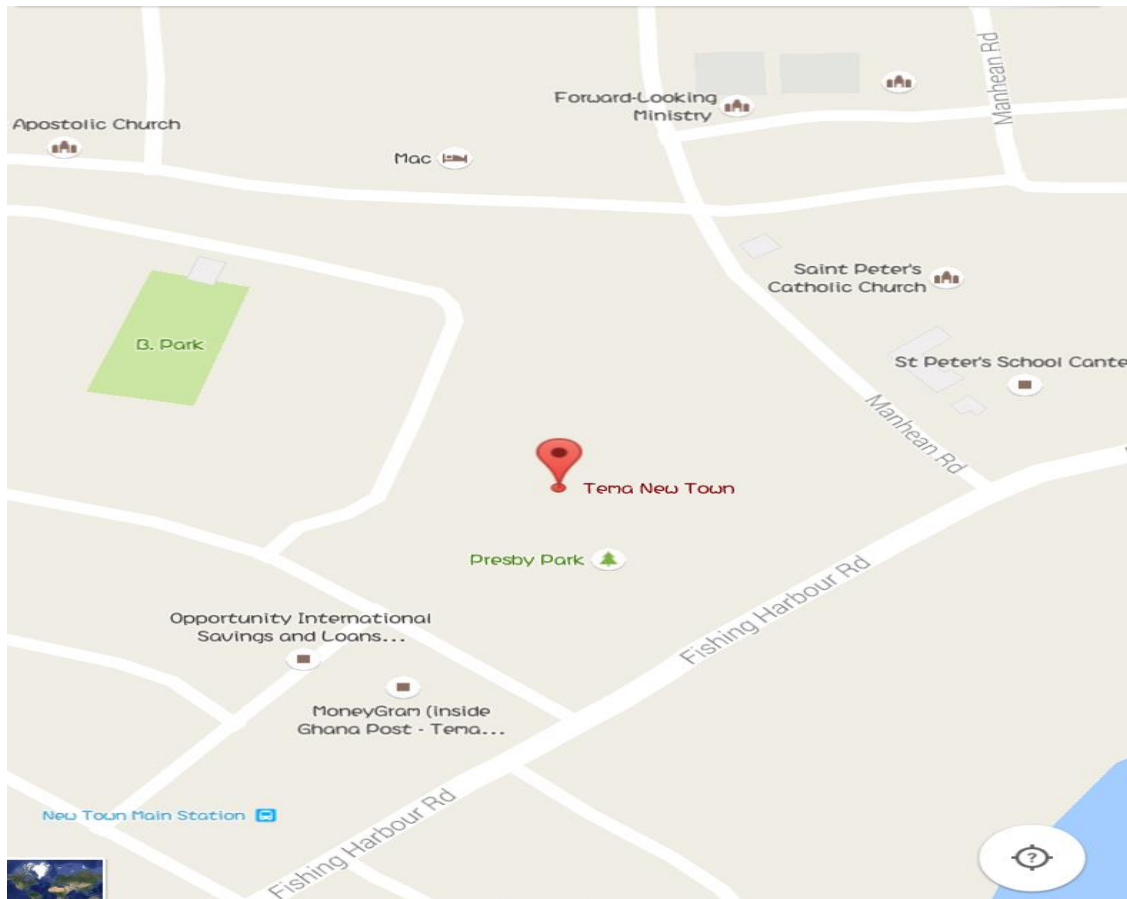 Manhean Rd
Forward-Looking
Ministry
Apostolic Church
Mac
Saint Peter's
Catholic Church
B. Park
St Peter's School Cante
Manhean Rd
Tema New Town
Presby Park
Fishing Harbour Rd
Opportunity International
Savings and Loans...
MoneyGram (inside
Ghana Post - Tema...
New Town Main Station
Fishing Harbour Rd
?